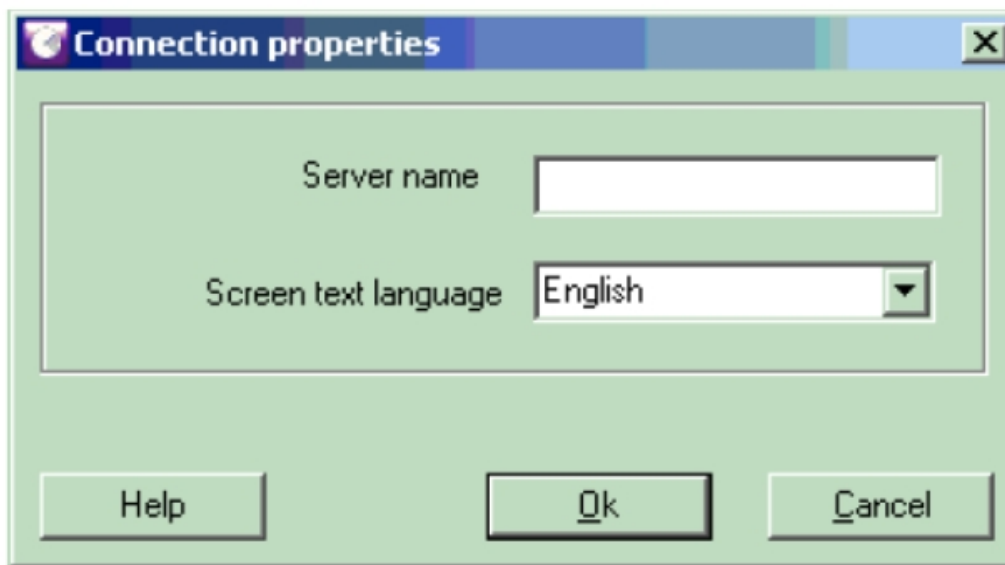 Connection properties
Server name
Screen text language English
Help Ok Cancel